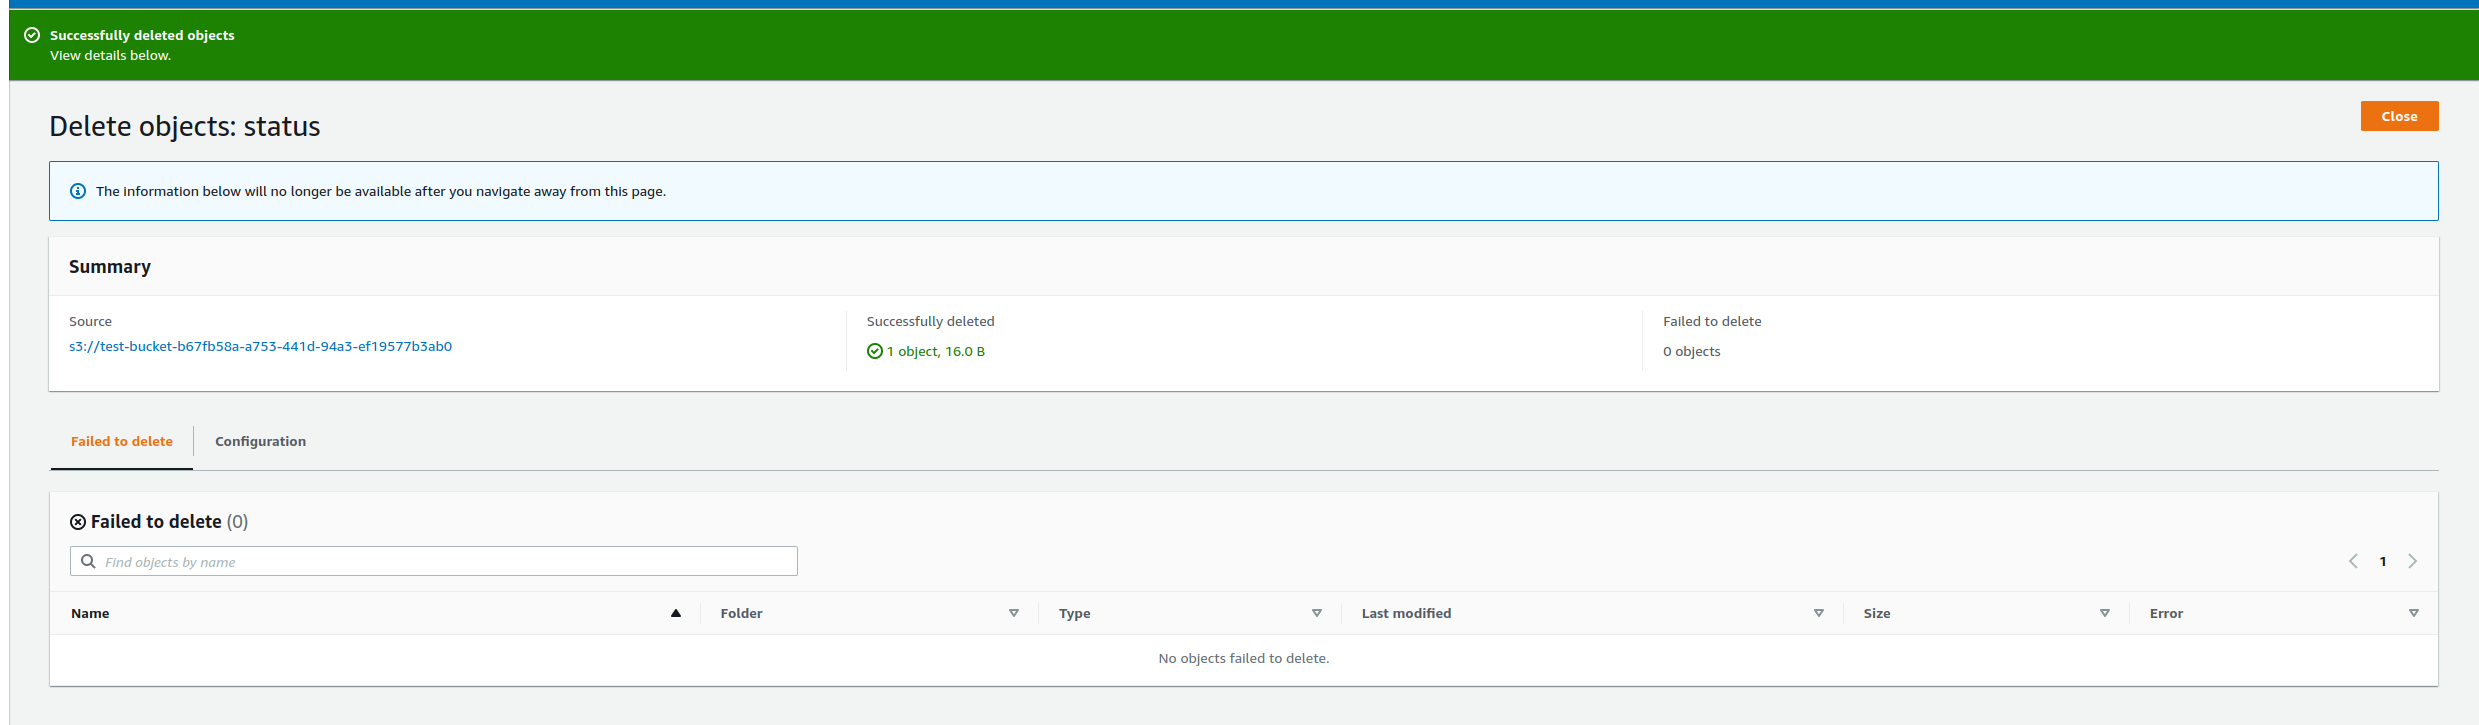 Successfully deleted objects
View details below.
Delete objects: status
Close
The information below will no longer be available after you navigate away from this page.
Summary
Source
s3://test-bucket-b67fb58a-a753-441d-94a3-ef19577b3ab0
Successfully deleted
1 object, 16.0 B
Failed to delete
0 objects
Failed to delete
Configuration
Failed to delete (0)
Find objects by name
1
Name Folder Type Last modified Size Error
No objects failed to delete.